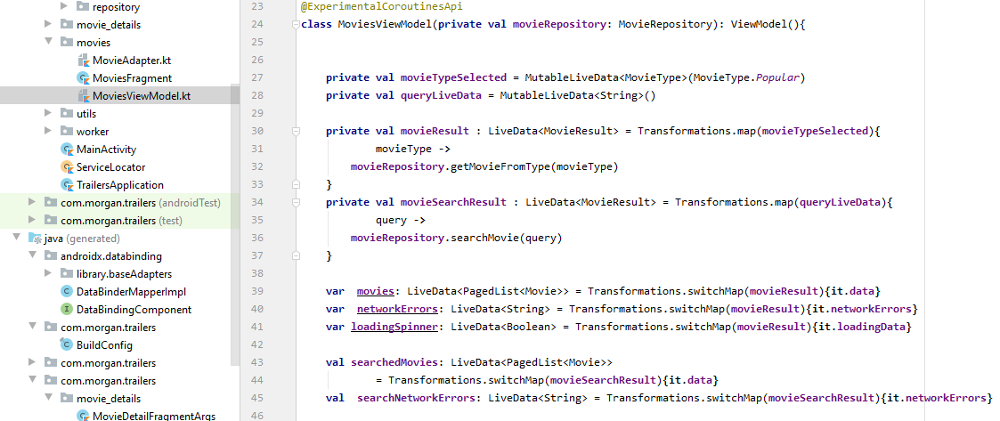 repository
movie_details
movies
MovieAdapter.kt
MoviesFragment
MoviesViewModel.kt
utils
worker
MainActivity
ServiceLocator
TrailersApplication
com.morgan.trailers (androidTest)
com.morgan.trailers (test)
java (generated)
androidx.databinding
library.baseAdapters
DataBinderMapperImpl
DataBindingComponent
com.morgan.trailers
BuildConfig
com.morgan.trailers
com.morgan.trailers
movie_details
MovieDetailFragmentArgs
23 @ExperimentalCoroutinesApi
24 class MoviesViewModel(private val movieRepository: MovieRepository): ViewModel(){
25
26
27     private val movieTypeSelected = MutableLiveData<MovieType>(MovieType.Popular)
28     private val queryLiveData = MutableLiveData<String>()
29
30     private val movieResult : LiveData<MovieResult> = Transformations.map(movieTypeSelected){
31             movieType ->
32         movieRepository.getMovieFromType(movieType)
33     }
34     private val movieSearchResult : LiveData<MovieResult> = Transformations.map(queryLiveData){
35             query ->
36         movieRepository.searchMovie(query)
37     }
38
39     var  movies: LiveData<PagedList<Movie>> = Transformations.switchMap(movieResult){it.data}
40     var  networkErrors: LiveData<String> = Transformations.switchMap(movieResult){it.networkErrors}
41     var loadingSpinner: LiveData<Boolean> = Transformations.switchMap(movieResult){it.loadingData}
42
43     val searchedMovies: LiveData<PagedList<Movie>>
44             = Transformations.switchMap(movieSearchResult){it.data}
45     val  searchNetworkErrors: LiveData<String> = Transformations.switchMap(movieSearchResult){it.networkErrors}
46